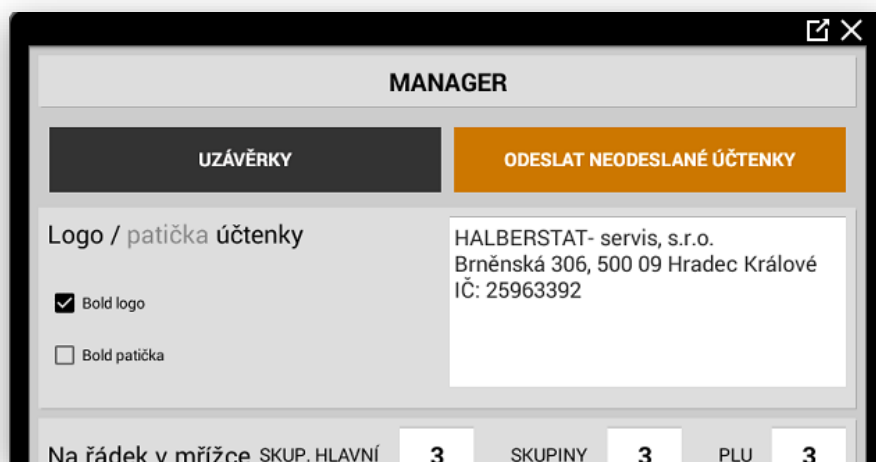 MANAGER
UZÁVĚRKY
ODESLAT NEODESLANÉ ÚČTENKY
Logo / patička účtenky
HALBERSTAT- servis, s.r.o.
Brněnská 306, 500 09 Hradec Králové
IČ: 25963392
Bold logo
Bold patička
Na řádek v mřížce SKUP. HLAVNÍ 3 SKUPINY 3 PLU 3